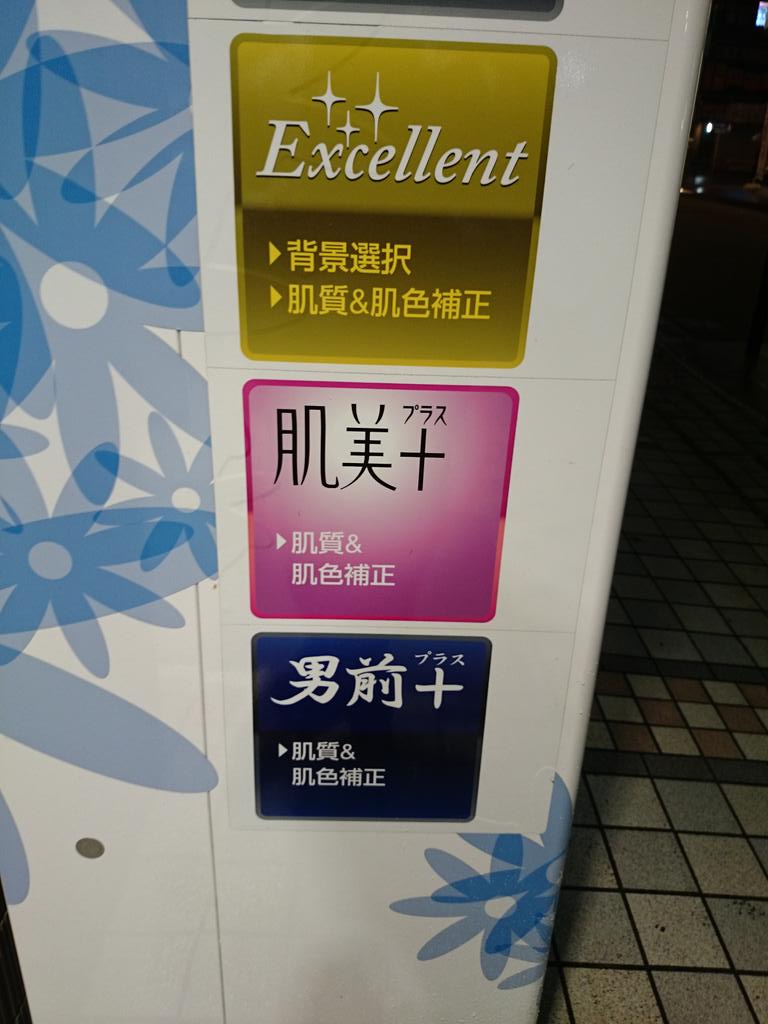 Excellent
▶背景選択
▶肌質&肌色補正
プラス
肌美+
▶肌質&
肌色補正
プラス
男前+
▶肌質&
肌色補正